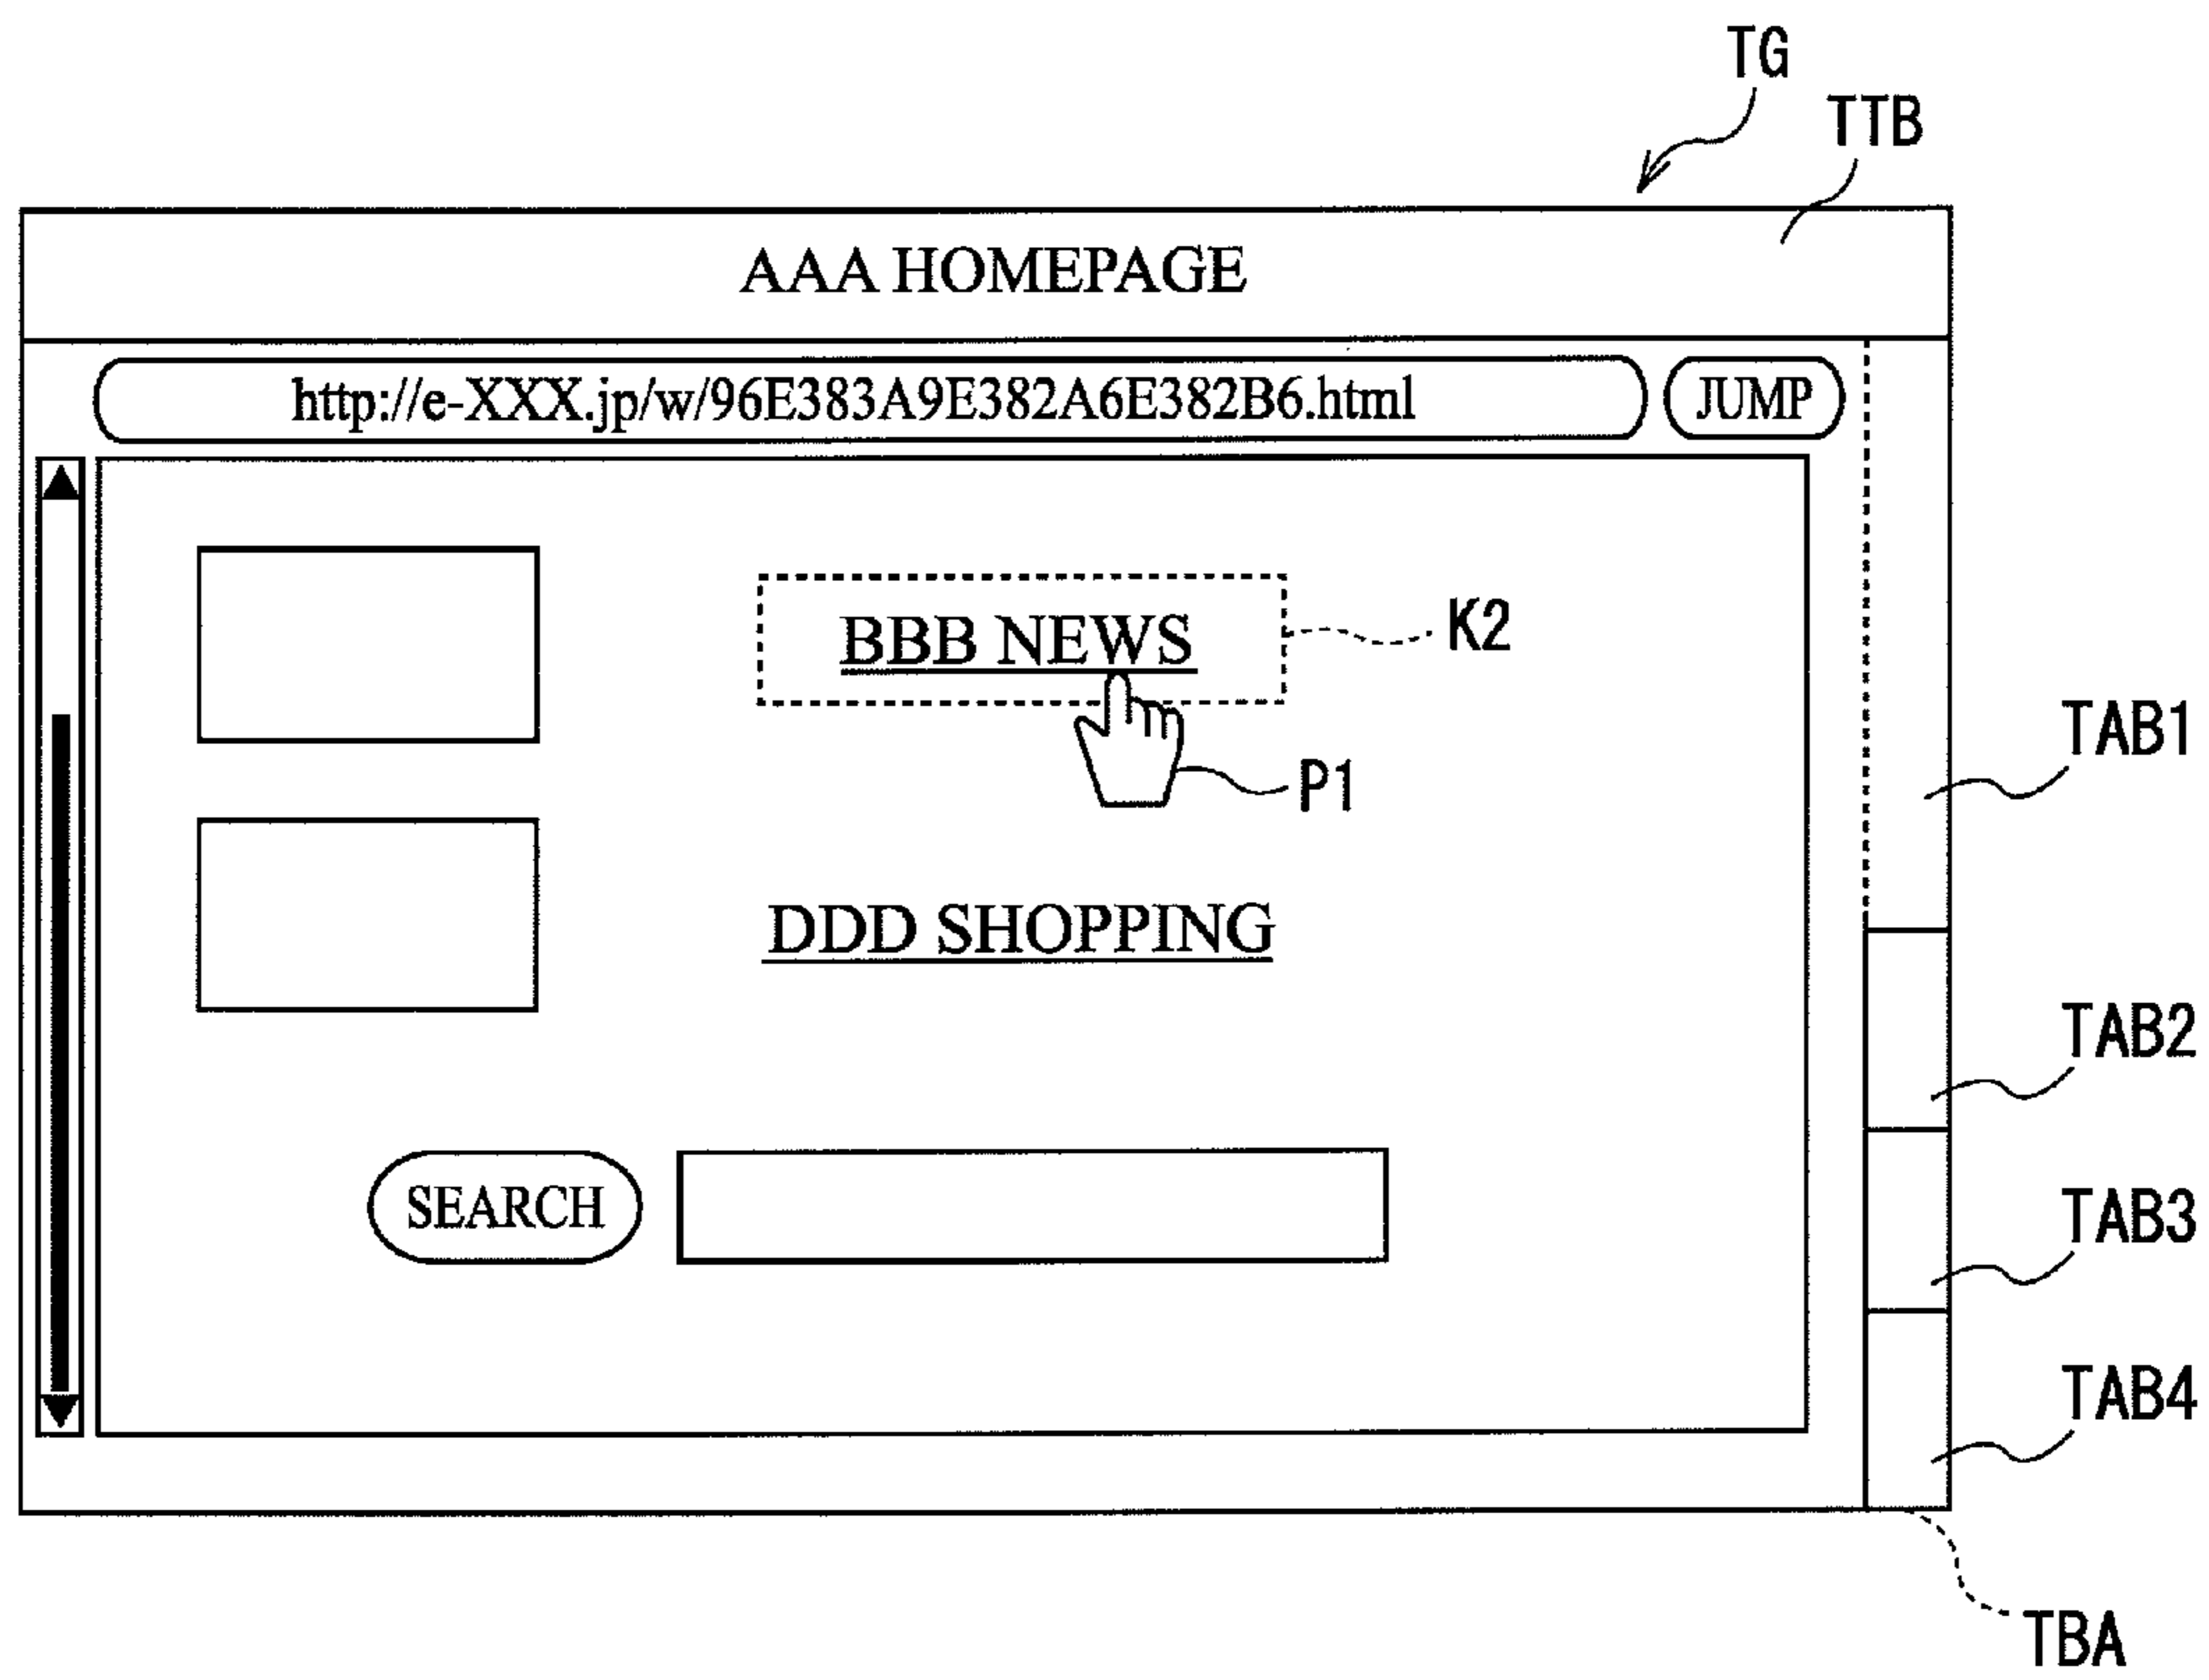 TG
TTB
AAA HOMEPAGE
http://e-XXX.jp/w/96E383A9E382A6E382B6.html
JUMP
BBB NEWS
K2
P1
TAB1
DDD SHOPPING
TAB2
SEARCH
TAB3
TAB4
TBA